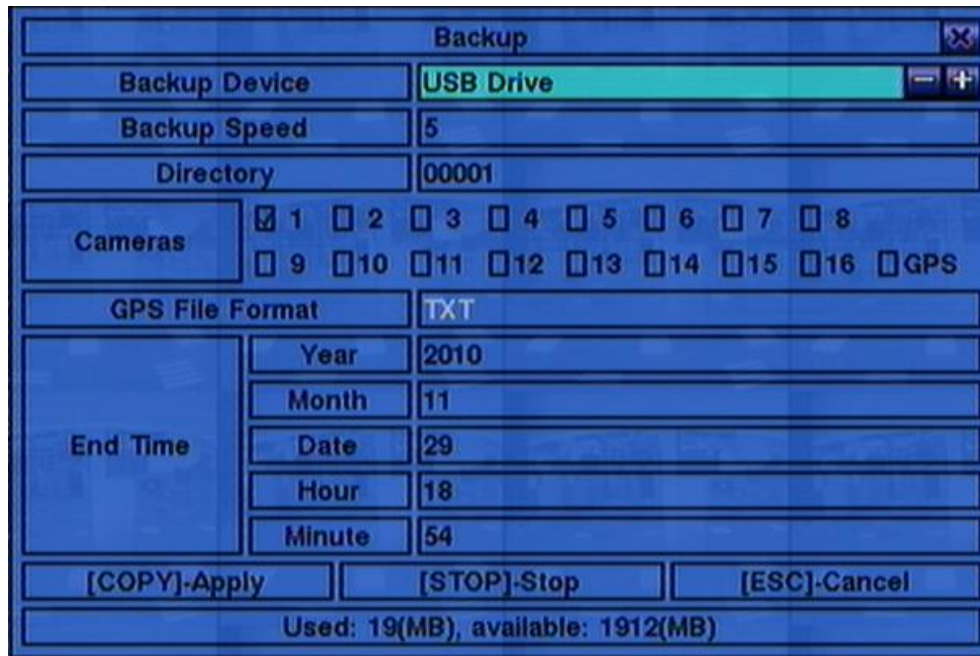 Backup
Backup Device USB Drive
Backup Speed 5
Directory 00001
Cameras
1 2 3 4 5 6 7 8
9 10 11 12 13 14 15 16 GPS
GPS File Format TXT
End Time
Year 2010
Month 11
Date 29
Hour 18
Minute 54
[COPY]-Apply [STOP]-Stop [ESC]-Cancel
Used: 19(MB), available: 1912(MB)